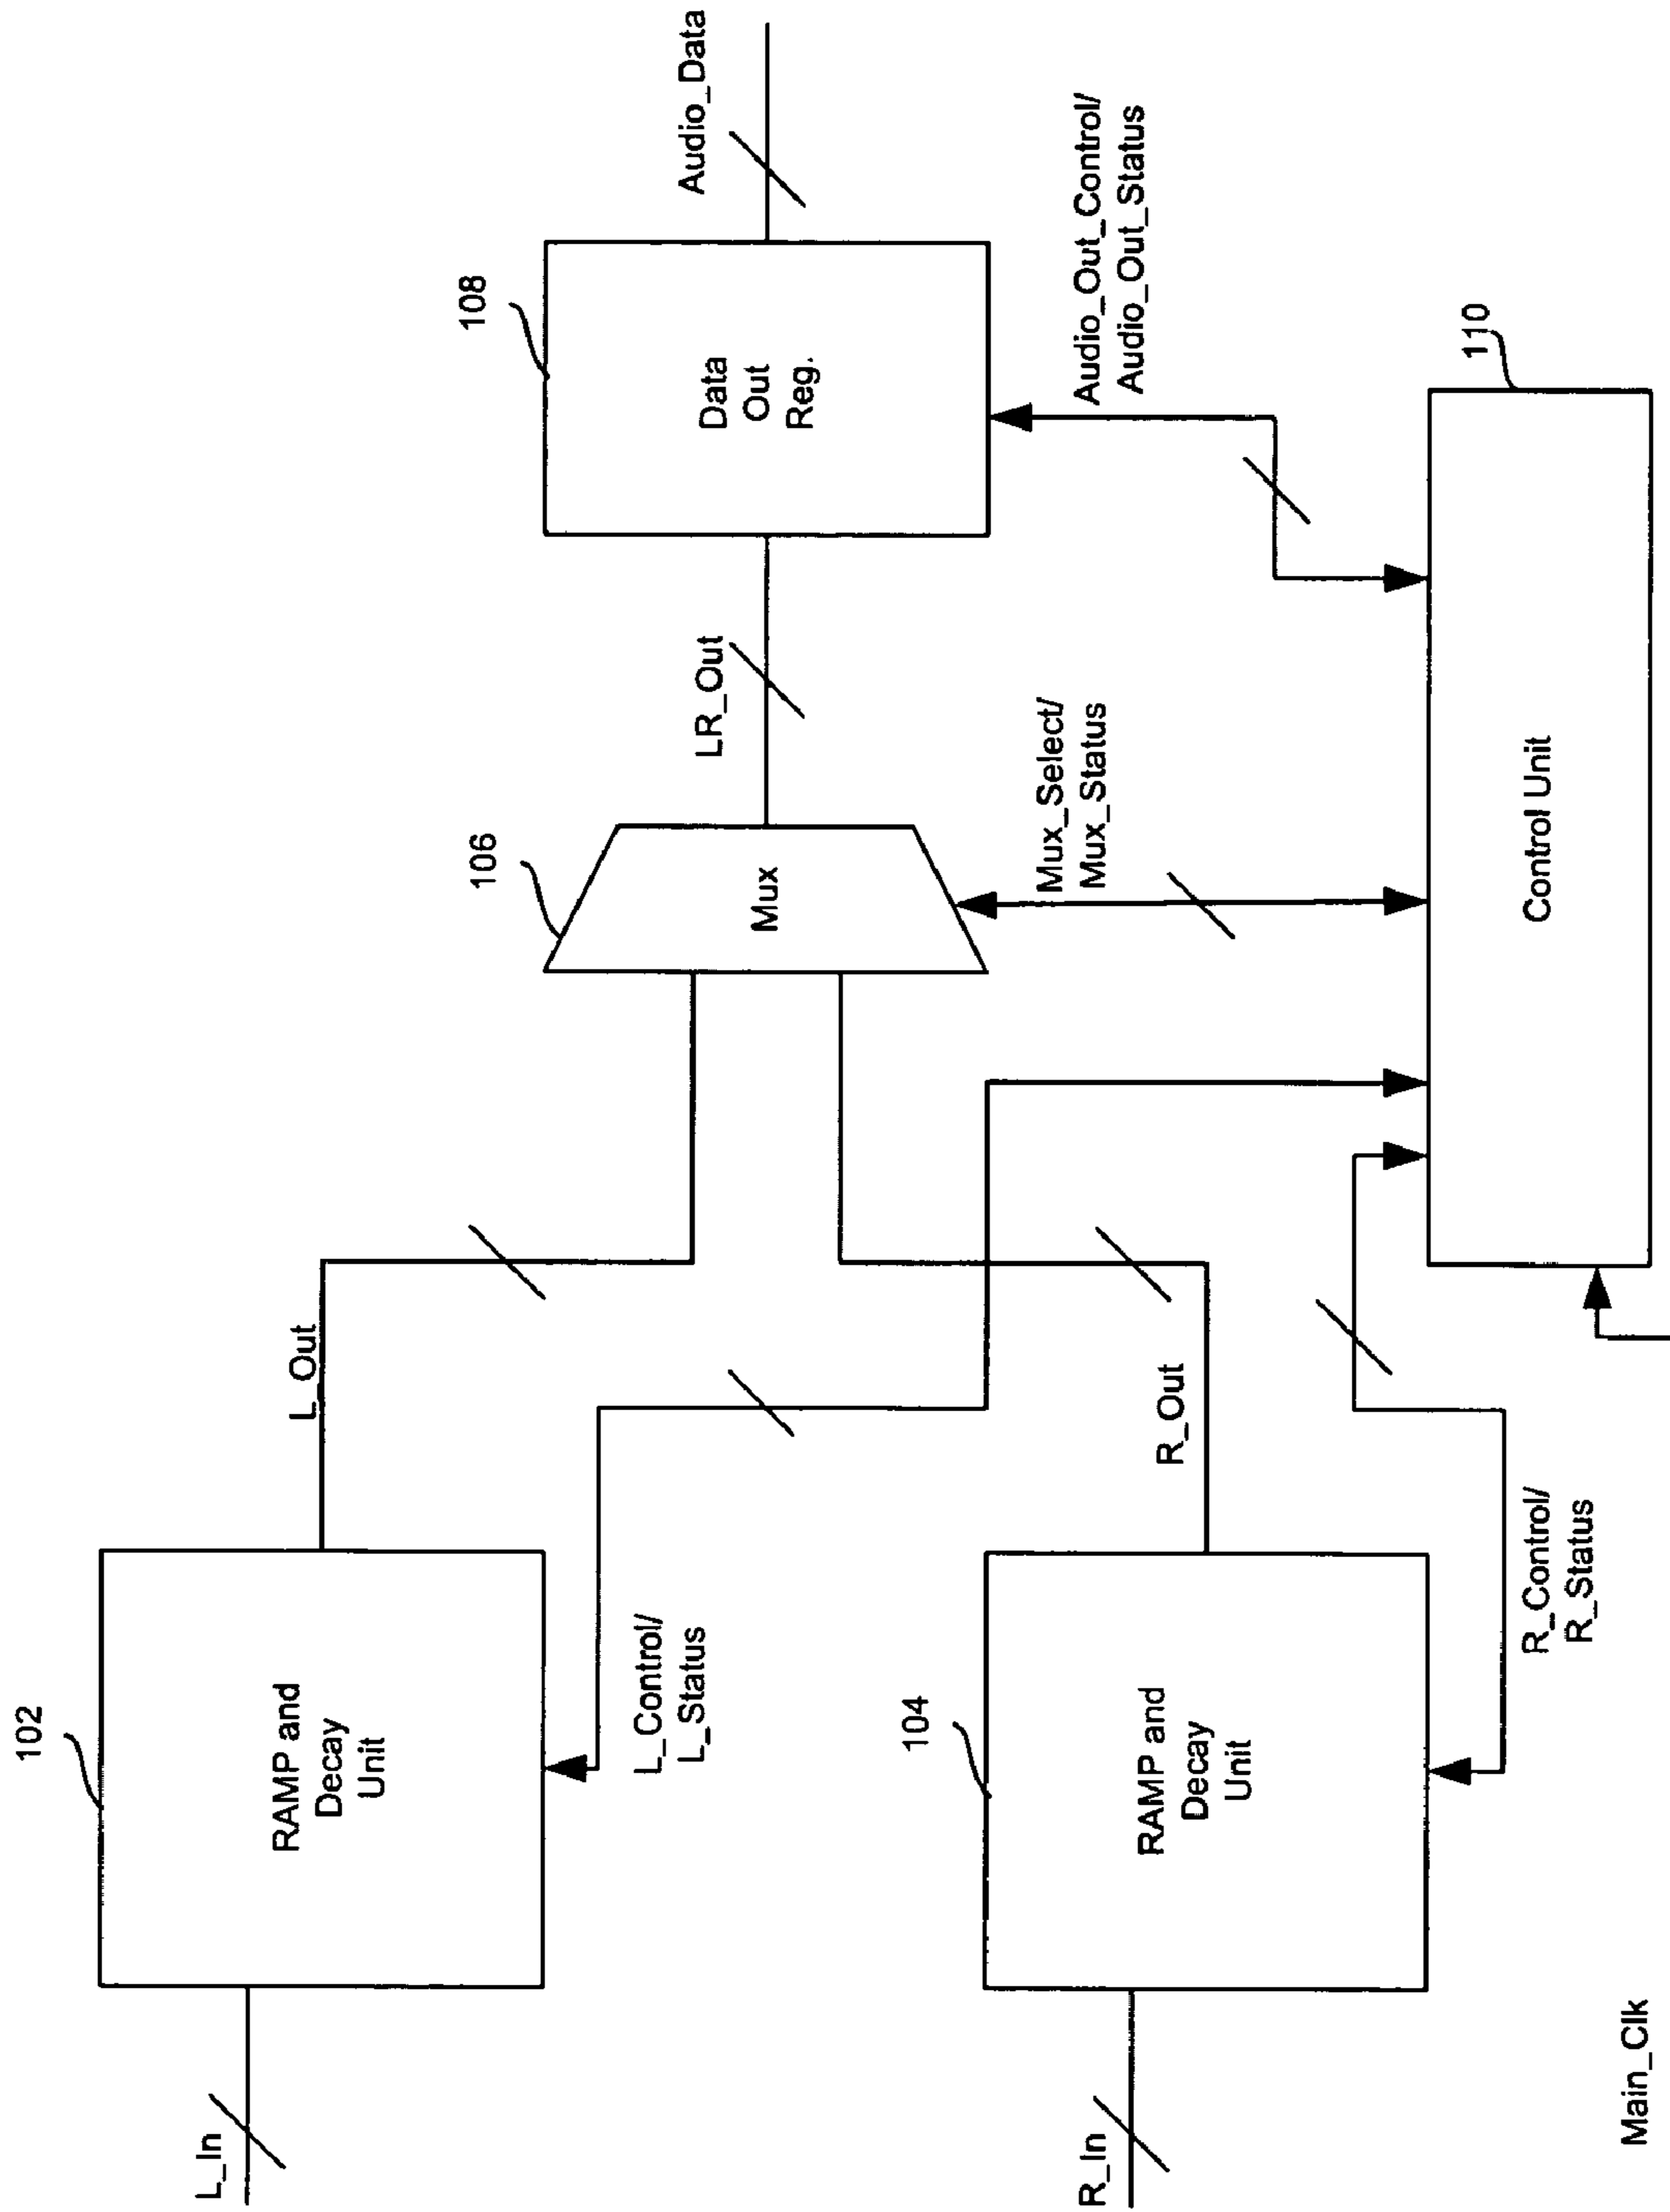 L_In
102
RAMP and
Decay
Unit
L_Out
L_Control/
L_Status
R_In
104
RAMP and
Decay
Unit
R_Out
R_Control/
R_Status
106
Mux
Mux_Select/
Mux_Status
LR_Out
108
Data
Out
Reg.
Audio_Data
Audio_Out_Control/
Audio_Out_Status
110
Control Unit
Main_Clk